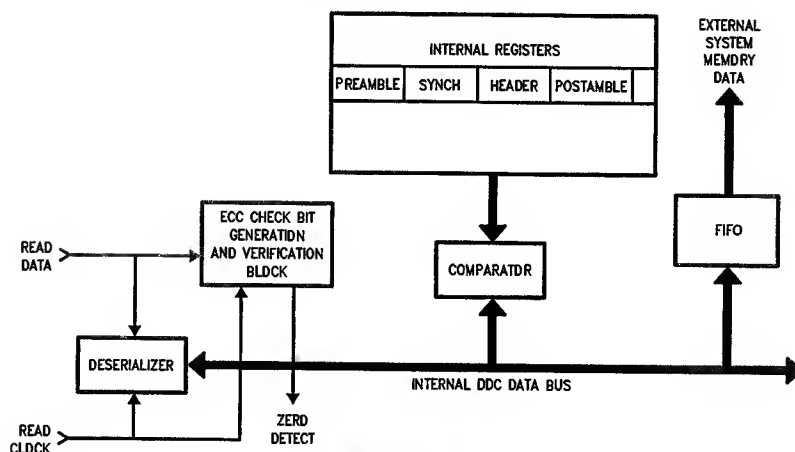 INTERNAL REGISTERS
PREAMBLE SYNCH HEADER POSTAMBLE
EXTERNAL
SYSTEM
MEMRDY DATA
FIFO
ECC CHECK BIT
GENERATIDN
AND VERIFICATION
BLDCK
READ
DATA
COMPARATDR
DESERIALIZER
INTERNAL DDC DATA BUS
ZERD
DETECT
READ
CLDCK